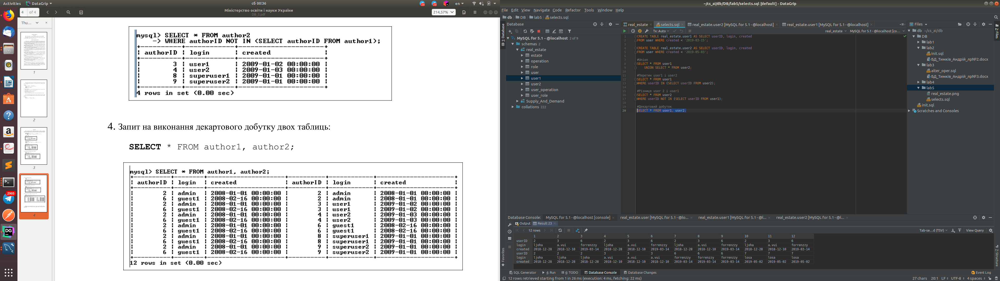 Activities
DataGrip
сб 00:36
en
4 of 4
Міністерство освіти і науки України
DB_5.pdf
214,57%
Thu...
1
2
3
4
2905
mysql> SELECT * FROM author2
-> WHERE authorID NOT IN (SELECT authorID FROM author1);
authorID | login | created
3 | user1 | 2009-01-02 00:00:00
4 | user2 | 2009-01-03 00:00:00
8 | superuser1 | 2009-01-01 00:00:00
9 | superuser2 | 2009-01-01 00:00:00
4 rows in set (0.00 sec)
4. Запит на виконання декартового добутку двох таблиць:
SELECT * FROM author1, author2;
mysql> SELECT * FROM author1, author2;
authorID | login | created | authorID | login | created
2 | admin | 2008-01-01 00:00:00 | 2 | admin | 2008-01-01 00:00:00
6 | guest1 | 2008-02-16 00:00:00 | 2 | admin | 2008-01-01 00:00:00
2 | admin | 2008-01-01 00:00:00 | 3 | user1 | 2009-01-02 00:00:00
6 | guest1 | 2008-02-16 00:00:00 | 3 | user1 | 2009-01-02 00:00:00
2 | admin | 2008-01-01 00:00:00 | 4 | user2 | 2009-01-03 00:00:00
6 | guest1 | 2008-02-16 00:00:00 | 4 | user2 | 2009-01-03 00:00:00
2 | admin | 2008-01-01 00:00:00 | 6 | guest1 | 2008-02-16 00:00:00
6 | guest1 | 2008-02-16 00:00:00 | 6 | guest1 | 2008-02-16 00:00:00
2 | admin | 2008-01-01 00:00:00 | 8 | superuser1 | 2009-01-01 00:00:00
6 | guest1 | 2008-02-16 00:00:00 | 8 | superuser1 | 2009-01-01 00:00:00
2 | admin | 2008-01-01 00:00:00 | 9 | superuser2 | 2009-01-01 00:00:00
6 | guest1 | 2008-02-16 00:00:00 | 9 | superuser2 | 2009-01-01 00:00:00
12 rows in set (0.00 sec)
~/cs_ai/db/DB/lab5/selects.sql [default] - DataGrip
File Edit View Navigate Code Refactor Tools Window Help
db DB lab5 selects.sql
1: Database
Database
MySQL for 5.1 - @localhost 2 of 9
schemas 2
real_estate
estate
operation
role
user
user1
user2
user_operation
user_role
Supply_And_Demand
collations 222
real_estate
selects.sql
real_estate.user2 [MySQL for 5.1 - @localhost]
real_estate.user1 [MySQL for 5.1 - @localhost]
Tx: Auto
real_estate
MySQL for 5.1 - @localhost [co...
1 CREATE TABLE real_estate.user1 AS SELECT userID, login, created
2 FROM user WHERE created < '2019-03-15';
3
4 CREATE TABLE real_estate.user2 AS SELECT userID, login, created
5 FROM user WHERE created < '2019-05-03';
6
7 #Union
8 SELECT * FROM user1
9 UNION SELECT * FROM user2;
10
11 #Перетин user1 і user2
12 SELECT * FROM user1
13 WHERE userID IN (SELECT userID FROM user2);
14
15 #Різниця user 2 і user1
16 SELECT * FROM user2
17 WHERE userID NOT IN (SELECT userID FROM user1);
18
19 #Декартовий добуток
20 SELECT * FROM user1, user2;
Files
db ~/cs_ai/db
DB
lab1
lab2
init.sql
БД_Тимків_Андрій_лр№2.docx
lab3
alter_oper.sql
БД_Тимків_Андрій_лр№3.docx
lab4
lab5
real_estate.png
selects.sql
init.sql
Scratches and Consoles
2: Files
Database Console: MySQL for 5.1 - @localhost [console] real_estate.user [MySQL for 5.1 - @lo... real_estate.user1 [MySQL for 5.1 - @l... real_estate.user2 [MySQL for 5.1 - @l...
Output Result 23
12 rows
Tab-se...d (TSV)
View Query
1 2 3 4 5 6 7 8 9 10 11 12
userID 2 3 6 2 3 6 2 3 6 2 3 6
login ljoha a.vui forrenzzy ljoha a.vui forrenzzy ljoha a.vui forrenzzy ljoha a.vui forrenzzy
created 2018-12-28 2018-12-10 2019-03-14 2018-12-28 2018-12-10 2019-03-14 2018-12-28 2018-12-10 2019-03-14 2018-12-28 2018-12-10 2019-03-14
userID 2 2 2 3 3 3 6 6 6 7 7 7
login ljoha ljoha ljoha a.vui a.vui a.vui forrenzzy forrenzzy forrenzzy losa losa losa
created 2018-12-28 2018-12-28 2018-12-28 2018-12-10 2018-12-10 2018-12-10 2019-03-14 2019-03-14 2019-03-14 2019-05-02 2019-05-02 2019-05-02
Favorites
7: Structure
SQL Generator 4: Run 6: TODO Database Console Database Changes
Event Log
12 rows retrieved starting from 1 in 26 ms (execution: 4 ms, fetching: 22 ms)
27 chars 20:1 LF UTF-8 4 spaces